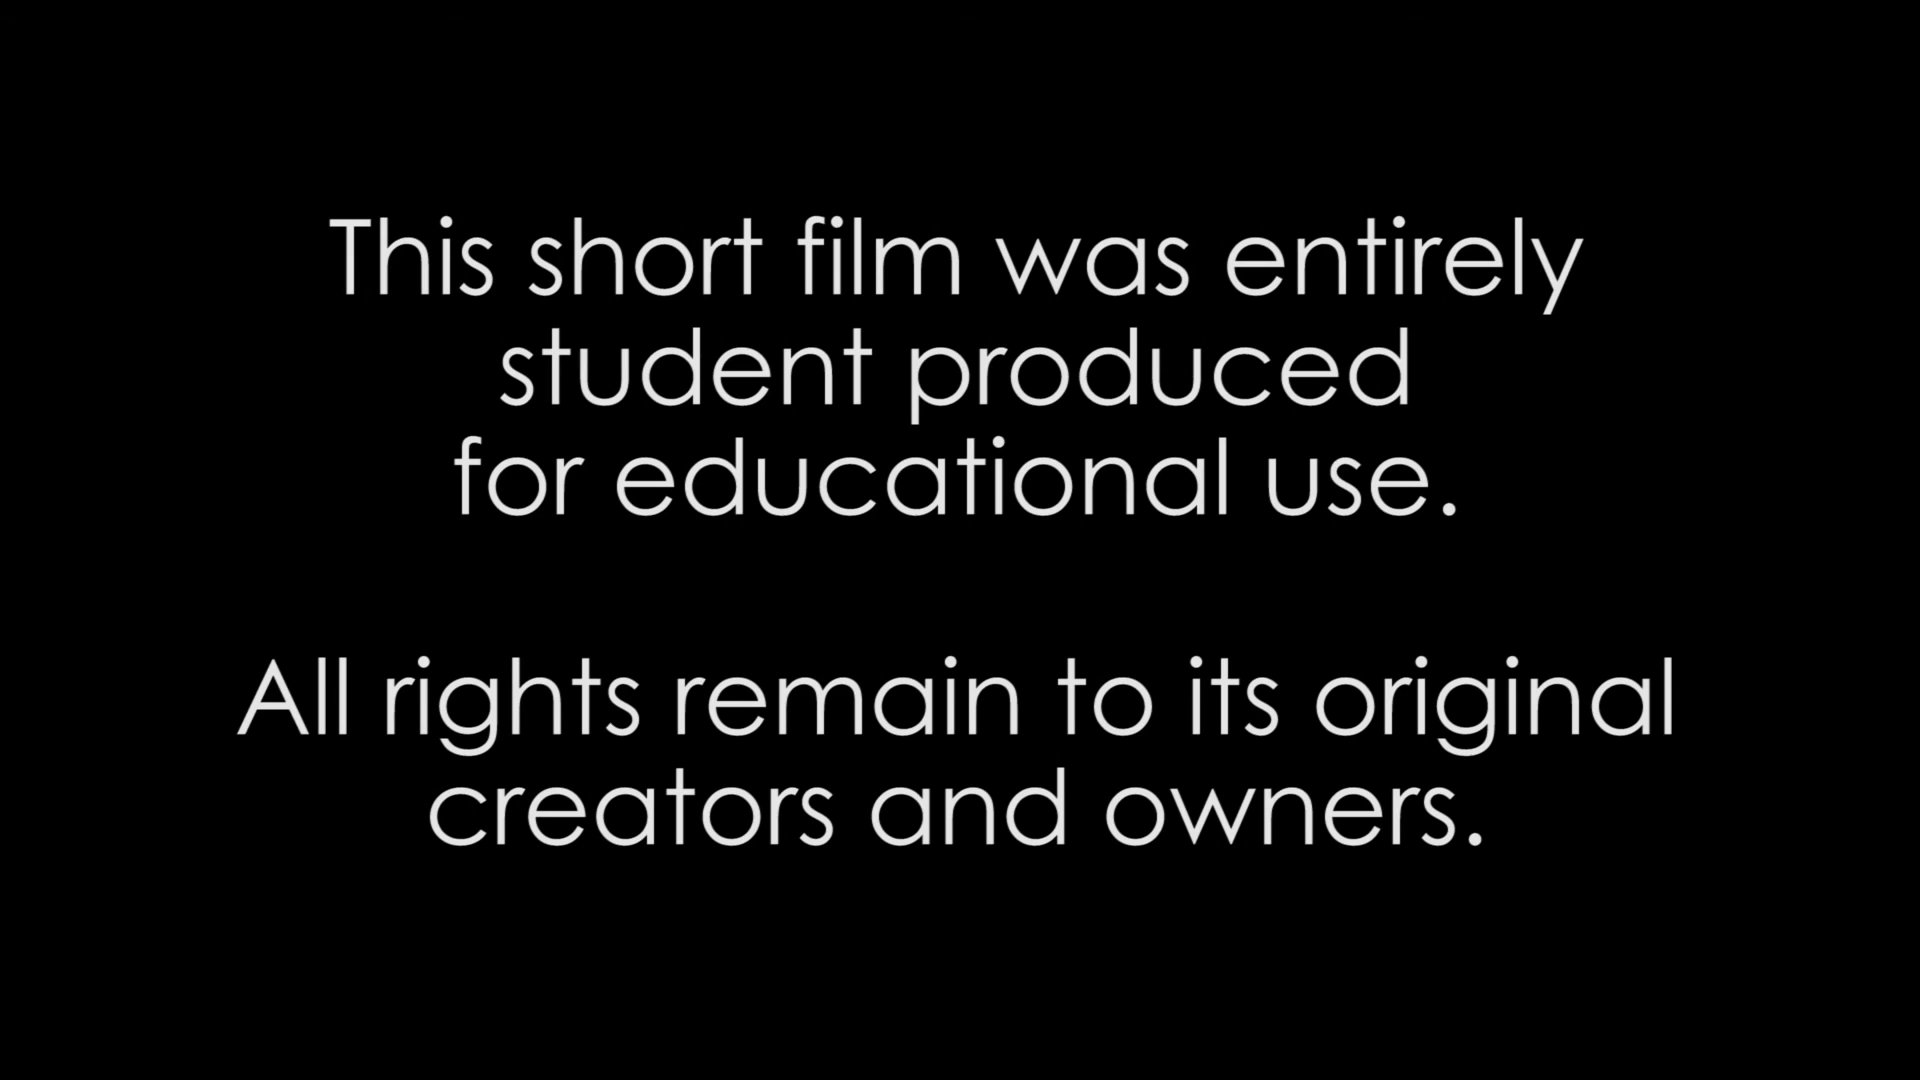 This short film was entirely
student produced
for educational use.
All rights remain to its original
creators and owners.